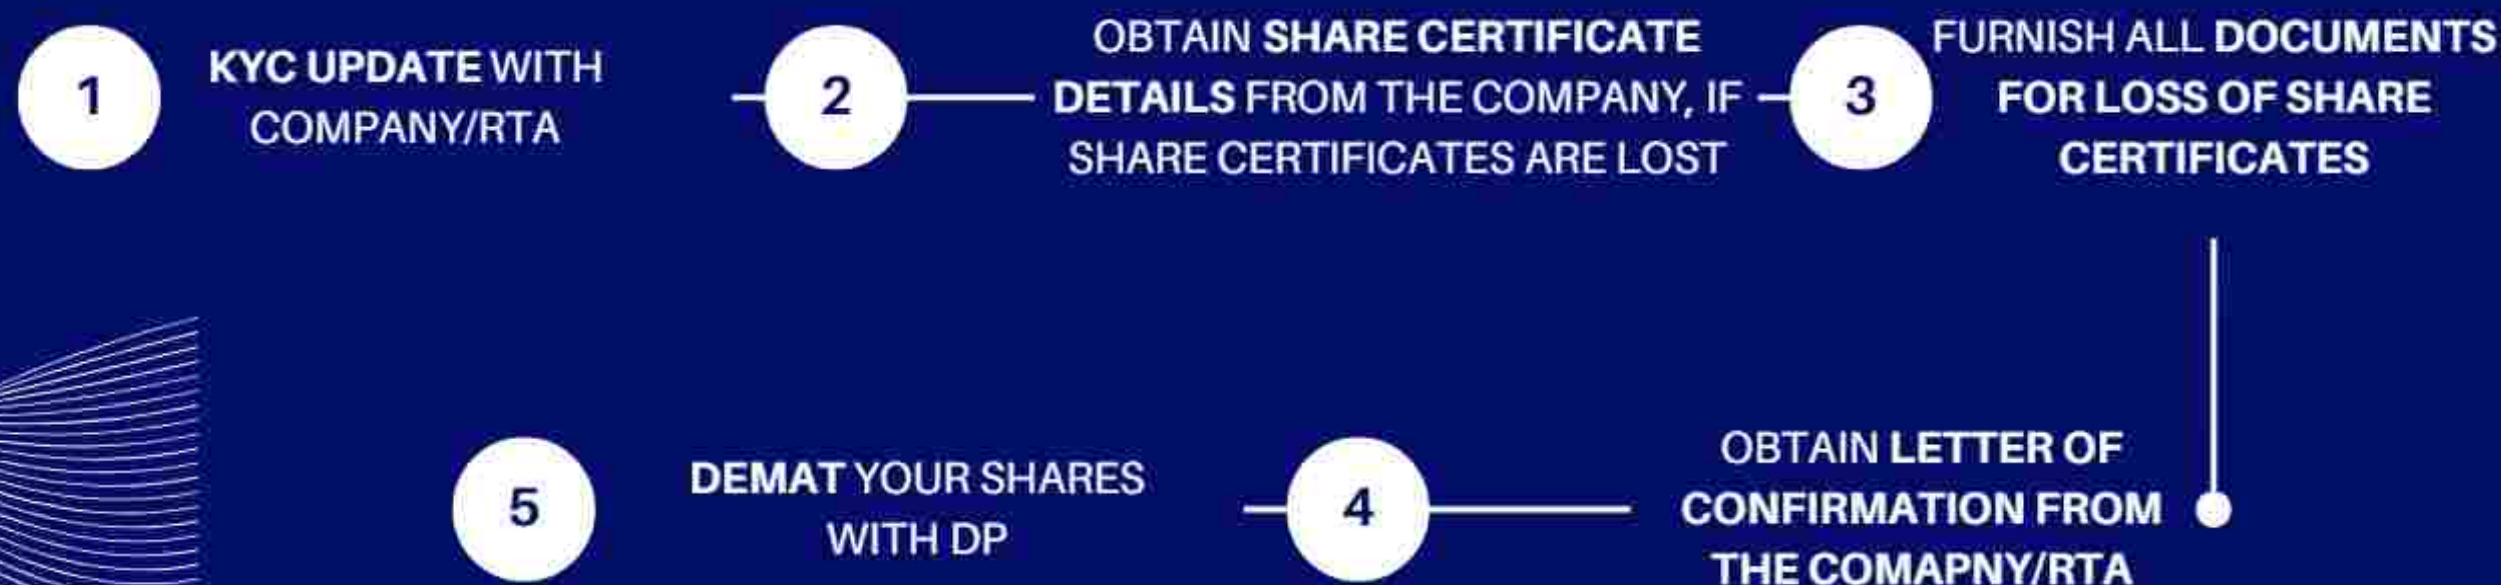 1
KYC UPDATE WITH
COMPANY/RTA
2
OBTAIN SHARE CERTIFICATE
DETAILS FROM THE COMPANY, IF
SHARE CERTIFICATES ARE LOST
3
FURNISH ALL DOCUMENTS
FOR LOSS OF SHARE
CERTIFICATES
4
OBTAIN LETTER OF
CONFIRMATION FROM
THE COMAPNY/RTA
5
DEMAT YOUR SHARES
WITH DP